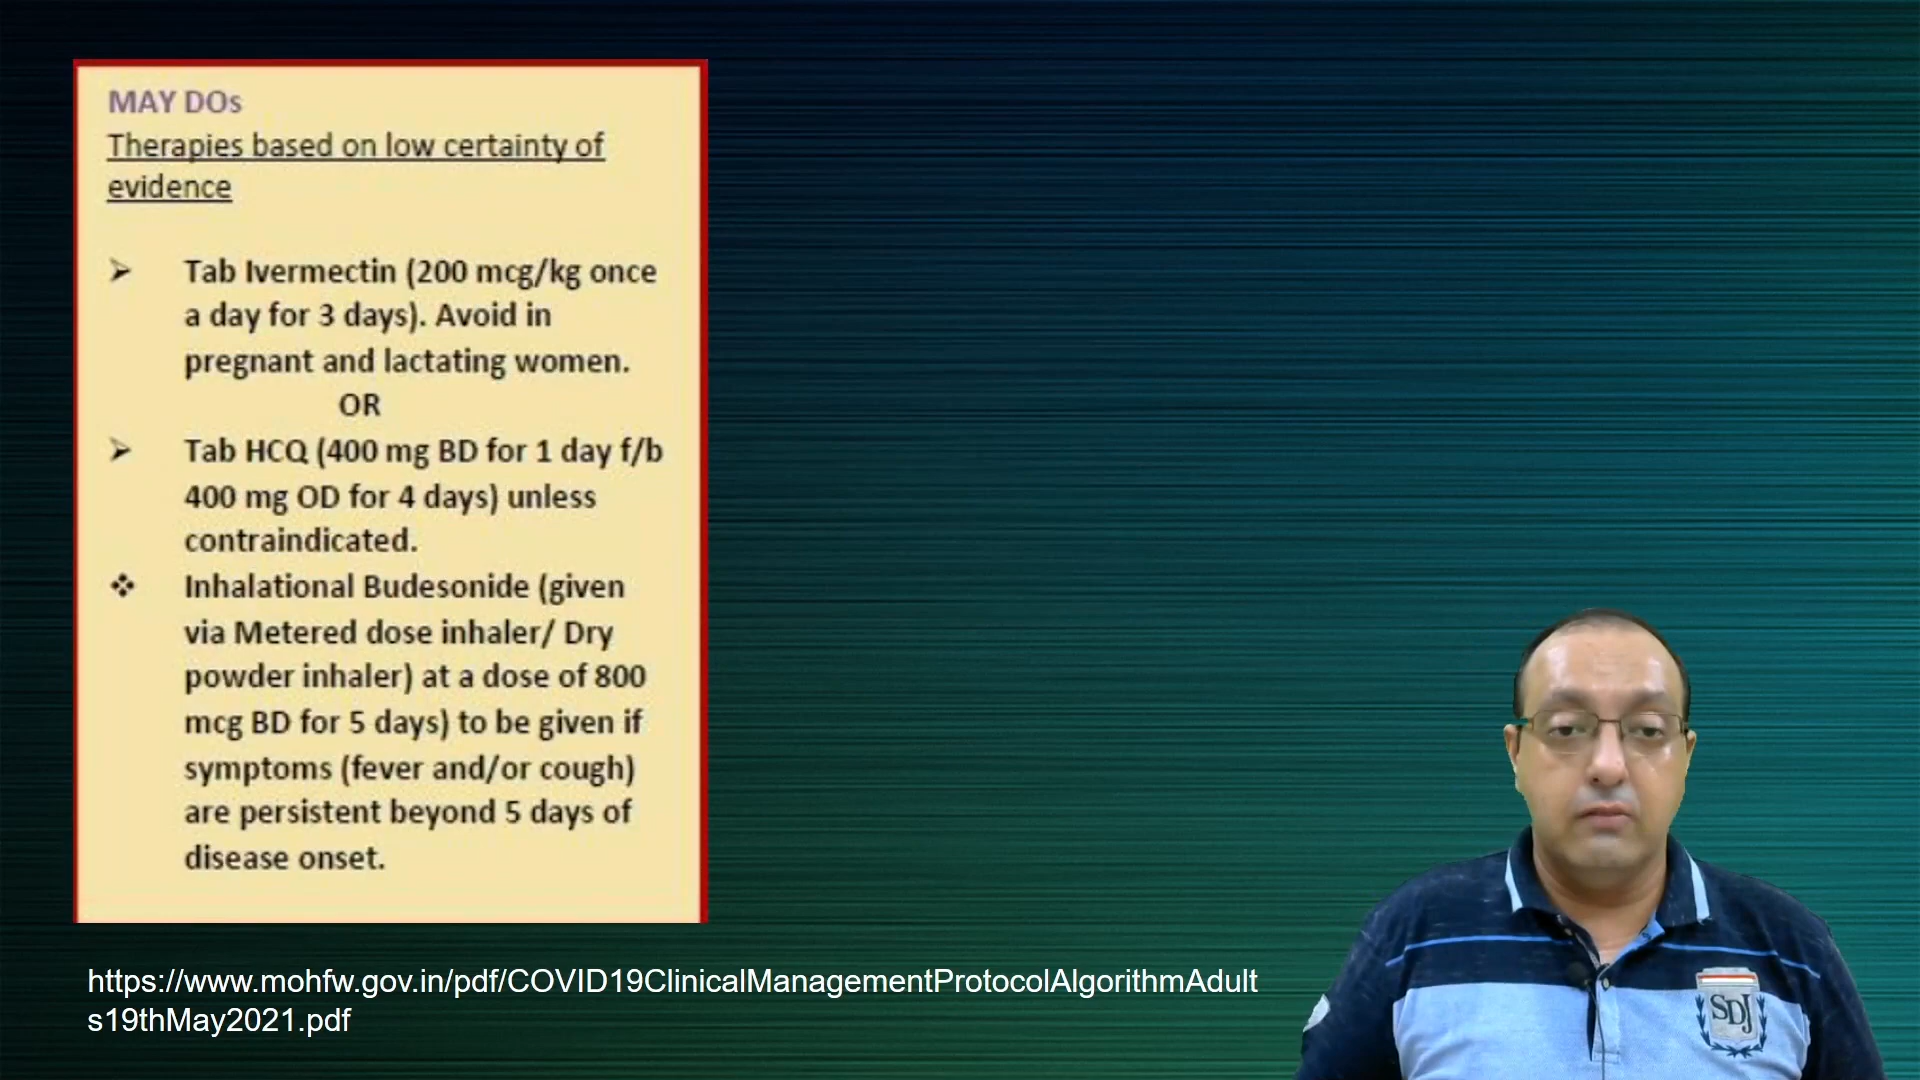 MAY DOs
Therapies based on low certainty of
evidence
➢ Tab Ivermectin (200 mcg/kg once
a day for 3 days). Avoid in
pregnant and lactating women.
OR
➢ Tab HCQ (400 mg BD for 1 day f/b
400 mg OD for 4 days) unless
contraindicated.
❖ Inhalational Budesonide (given
via Metered dose inhaler/ Dry
powder inhaler) at a dose of 800
mcg BD for 5 days) to be given if
symptoms (fever and/or cough)
are persistent beyond 5 days of
disease onset.
https://www.mohfw.gov.in/pdf/COVID19ClinicalManagementProtocolAlgorithmAdult
s19thMay2021.pdf
SDJ